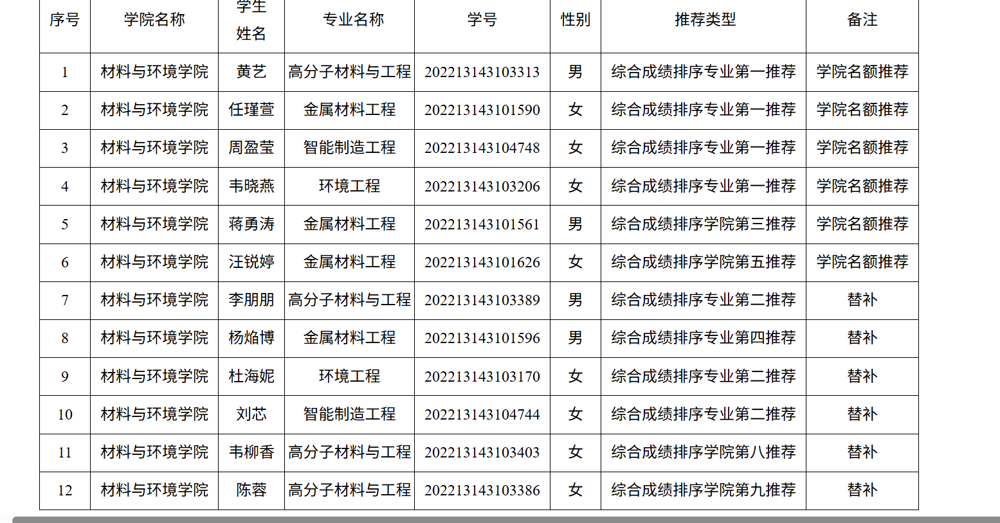 序号 学院名称 学生姓名 专业名称 学号 性别 推荐类型 备注
1 材料与环境学院 黄艺 高分子材料与工程 202213143103313 男 综合成绩排序专业第一推荐 学院名额推荐
2 材料与环境学院 任瑾萱 金属材料工程 202213143101590 女 综合成绩排序专业第一推荐 学院名额推荐
3 材料与环境学院 周盈莹 智能制造工程 202213143104748 女 综合成绩排序专业第一推荐 学院名额推荐
4 材料与环境学院 韦晓燕 环境工程 202213143103206 女 综合成绩排序专业第一推荐 学院名额推荐
5 材料与环境学院 蒋勇涛 金属材料工程 202213143101561 男 综合成绩排序学院第三推荐 学院名额推荐
6 材料与环境学院 汪锐婷 金属材料工程 202213143101626 女 综合成绩排序学院第五推荐 学院名额推荐
7 材料与环境学院 李朋朋 高分子材料与工程 202213143103389 男 综合成绩排序专业第二推荐 替补
8 材料与环境学院 杨焔博 金属材料工程 202213143101596 男 综合成绩排序专业第四推荐 替补
9 材料与环境学院 杜海妮 环境工程 202213143103170 女 综合成绩排序专业第二推荐 替补
10 材料与环境学院 刘芯 智能制造工程 202213143104744 女 综合成绩排序专业第二推荐 替补
11 材料与环境学院 韦柳香 高分子材料与工程 202213143103403 女 综合成绩排序学院第八推荐 替补
12 材料与环境学院 陈蓉 高分子材料与工程 202213143103386 女 综合成绩排序学院第九推荐 替补